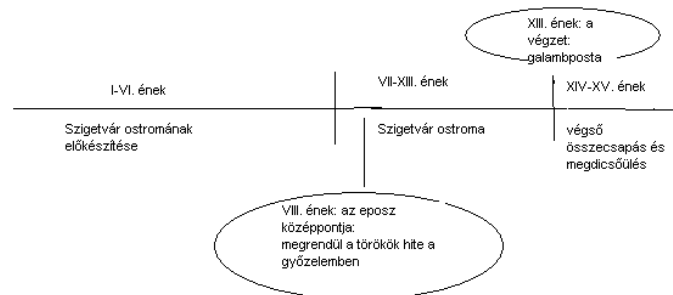 XIII. ének: a
végzet:
galambposta
I-VI. ének
VII-XIII. ének
XIV-XV. ének
Szigetvár ostromának
előkészítése
Szigetvár ostroma
végső
összecsapás és
megdicsőülés
VIII. ének: az eposz
középpontja:
megrendül a törökök hite a
győzelemben